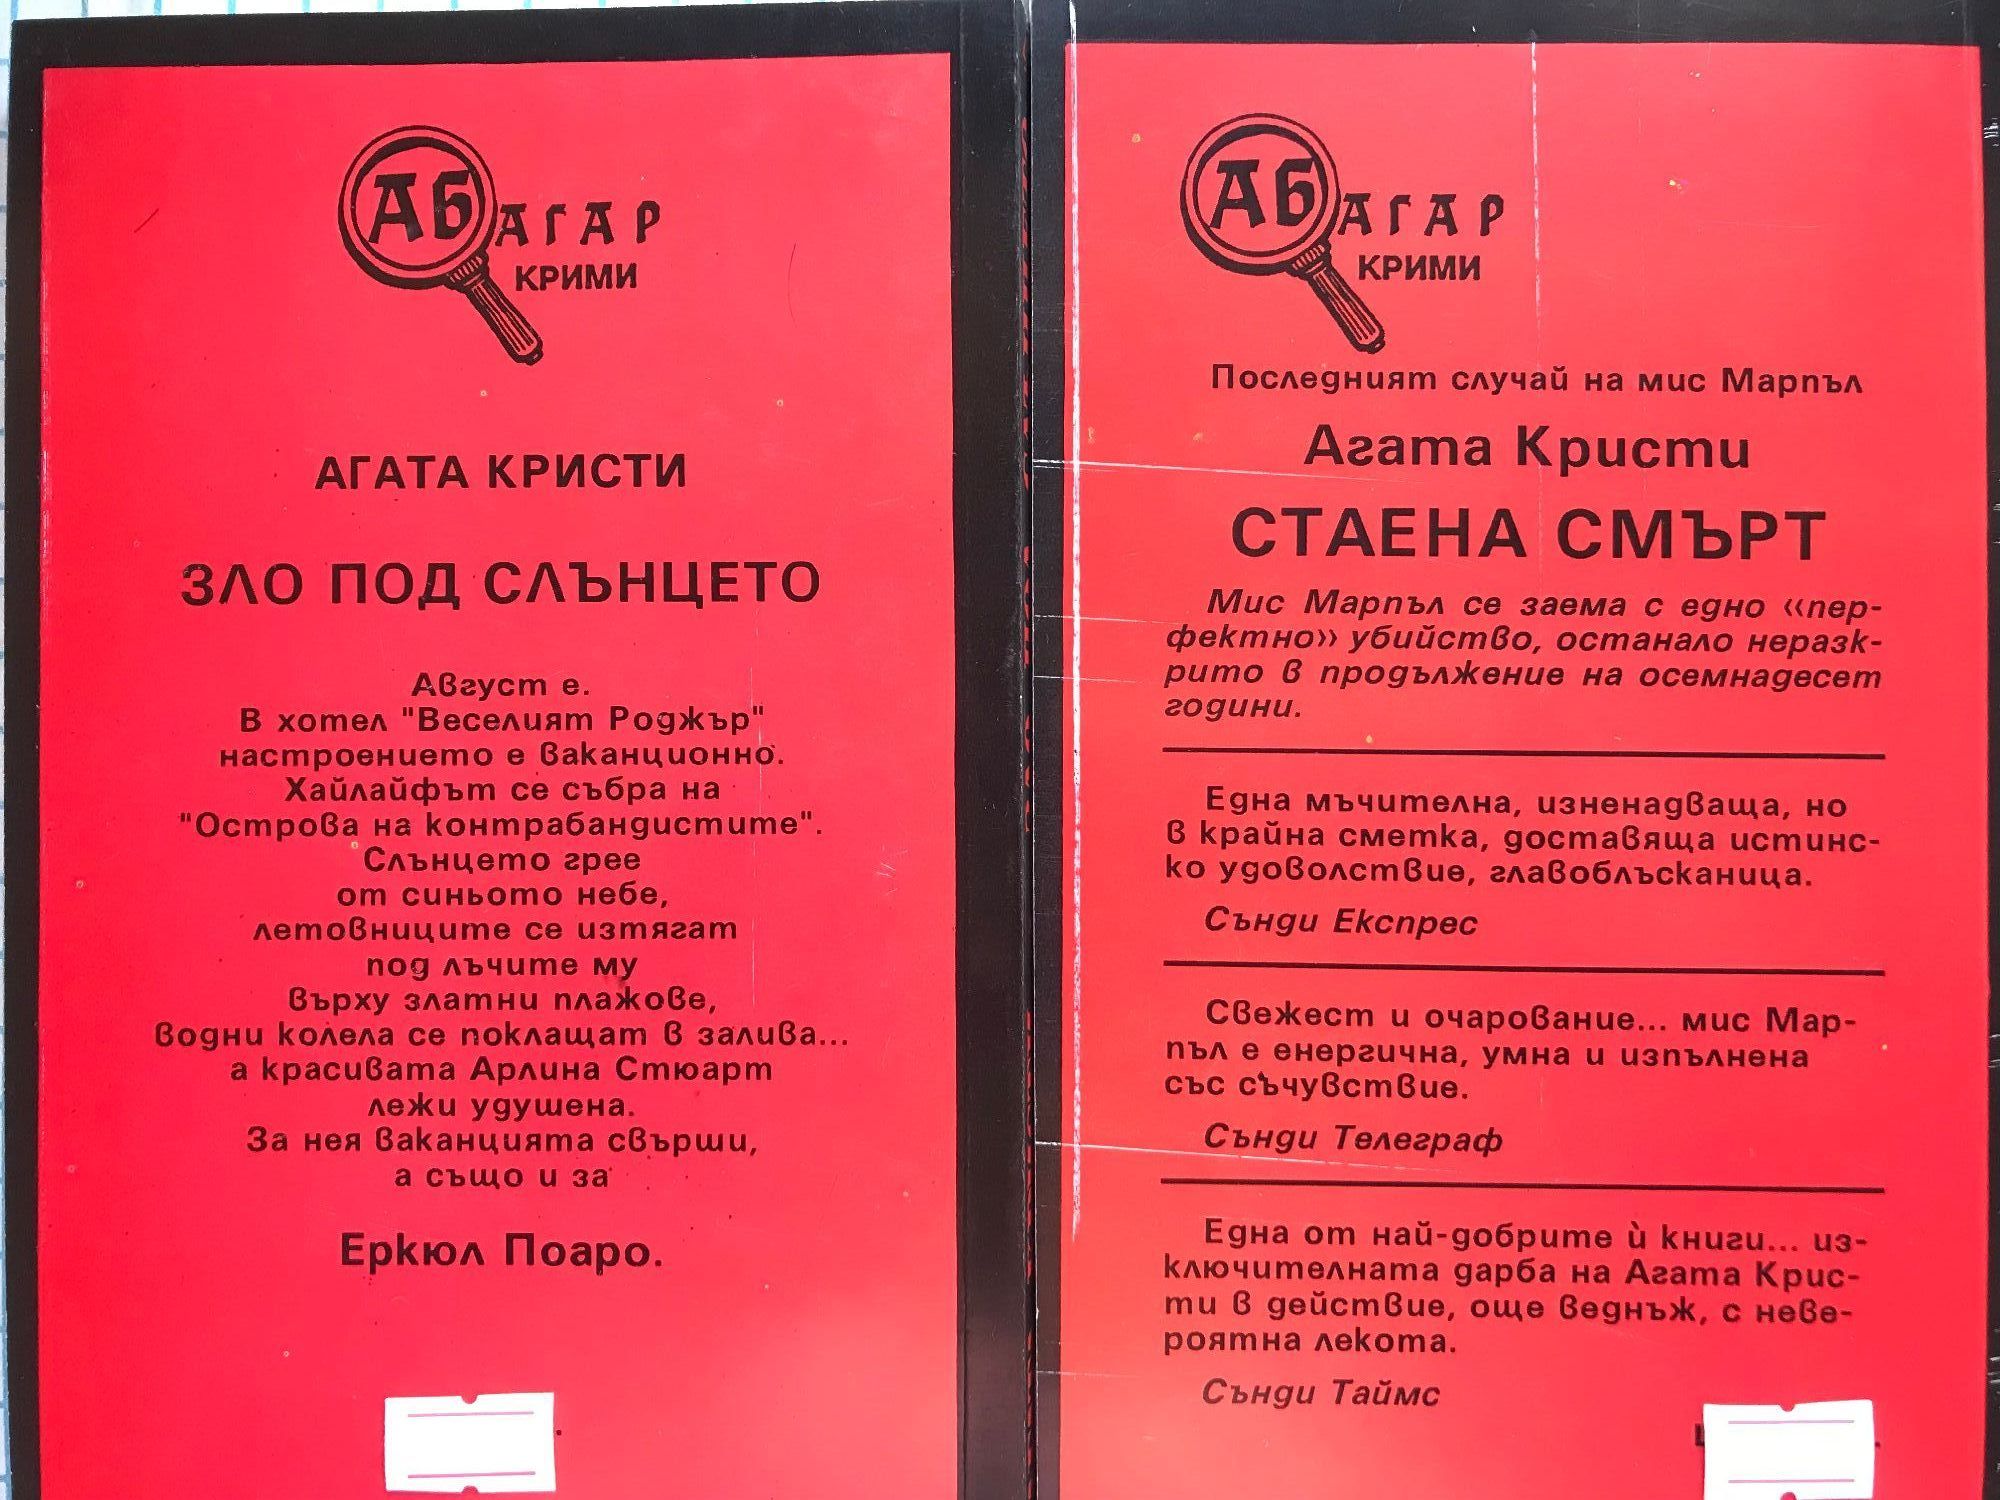 АБАГАР
КРИМИ
АГАТА КРИСТИ
ЗЛО ПОД СЛЪНЦЕТО
Август е.
В хотел "Веселият Роджър"
настроението е ваканционно.
Хайлайфът се събра на
"Острова на контрабандистите".
Слънцето грее
от синьото небе,
летовниците се изтягат
под лъчите му
върху златни плажове,
водни колела се поклащат в залива...
а красивата Арлина Стюарт
лежи удушена.
За нея ваканцията свърши,
а също и за
Еркюл Поаро.
АБАГАР
КРИМИ
Последният случай на мис Марпъл
Агата Кристи
СТАЕНА СМЪРТ
Мис Марпъл се заема с едно «пер-
фектно» убийство, останало неразк-
рито в продължение на осемнадесет
години.
Една мъчителна, изненадваща, но
в крайна сметка, доставяща истинс-
ко удоволствие, главоблъсканица.
Сънди Експрес
Свежест и очарование... мис Мар-
пъл е енергична, умна и изпълнена
със съчувствие.
Сънди Телеграф
Една от най-добрите ѝ книги... из-
ключителната дарба на Агата Крис-
ти в действие, още веднъж, с неве-
роятна лекота.
Сънди Таймс